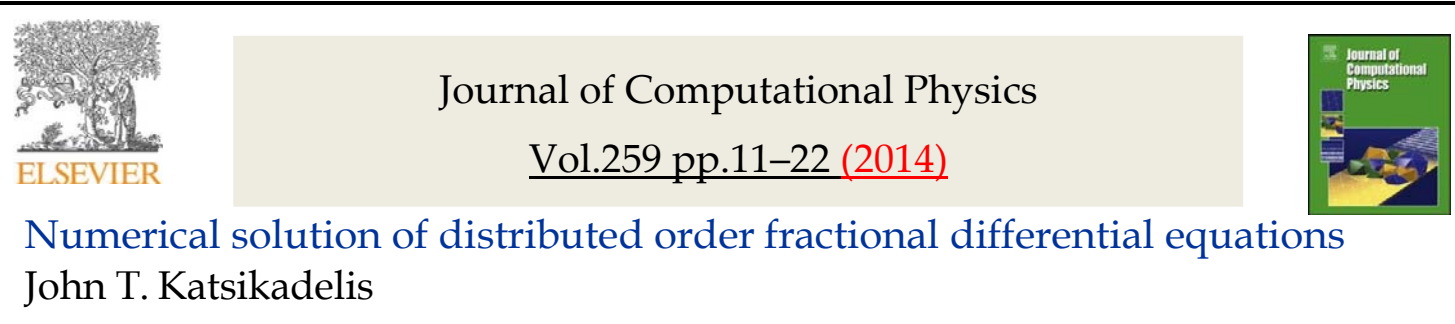 ELSEVIER
Journal of Computational Physics
Vol.259 pp.11–22 (2014)
Journal of
Computational
Physics
Numerical solution of distributed order fractional differential equations
John T. Katsikadelis